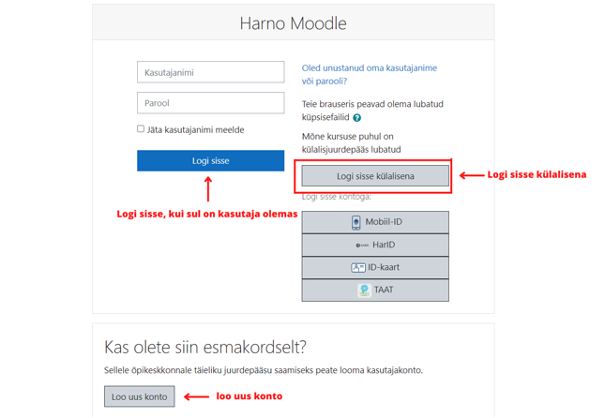 Harno Moodle
Kasutajanimi
Parool
Jäta kasutajanimi meelde
Logi sisse
Logi sisse, kui sul on kasutaja olemas
Oled unustanud oma kasutajanime
või parooli?
Teie brauseris peavad olema lubatud
küpsisefailid ?
Mõne kursuse puhul on
külalisjuurdepääs lubatud
Logi sisse külalisena
Logi sisse külalisena
Logi sisse kontoga:
Mobiil-ID
HarID
ID-kaart
TAAT
Kas olete siin esmakordselt?
Sellele õpikeskkonnale täieliku juurdepääsu saamiseks peate looma kasutajakonto.
Loo uus konto
loo uus konto